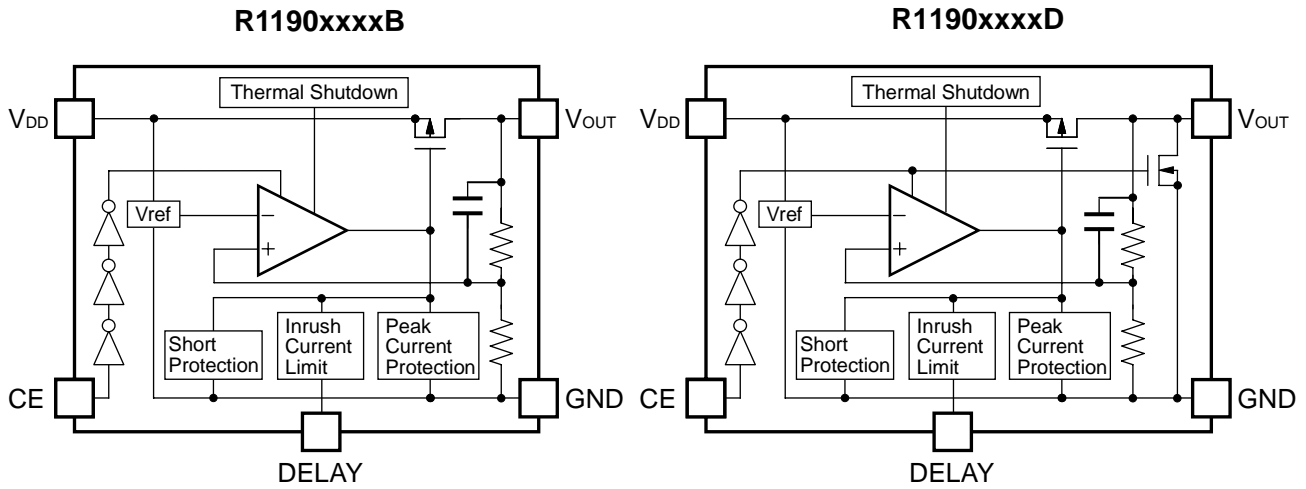 R1190xxxxB
Thermal Shutdown
VDD
VOUT
Vref
−
+
Short
Protection
Inrush
Current
Limit
Peak
Current
Protection
CE
GND
DELAY
R1190xxxxD
Thermal Shutdown
VDD
VOUT
Vref
−
+
Short
Protection
Inrush
Current
Limit
Peak
Current
Protection
CE
GND
DELAY